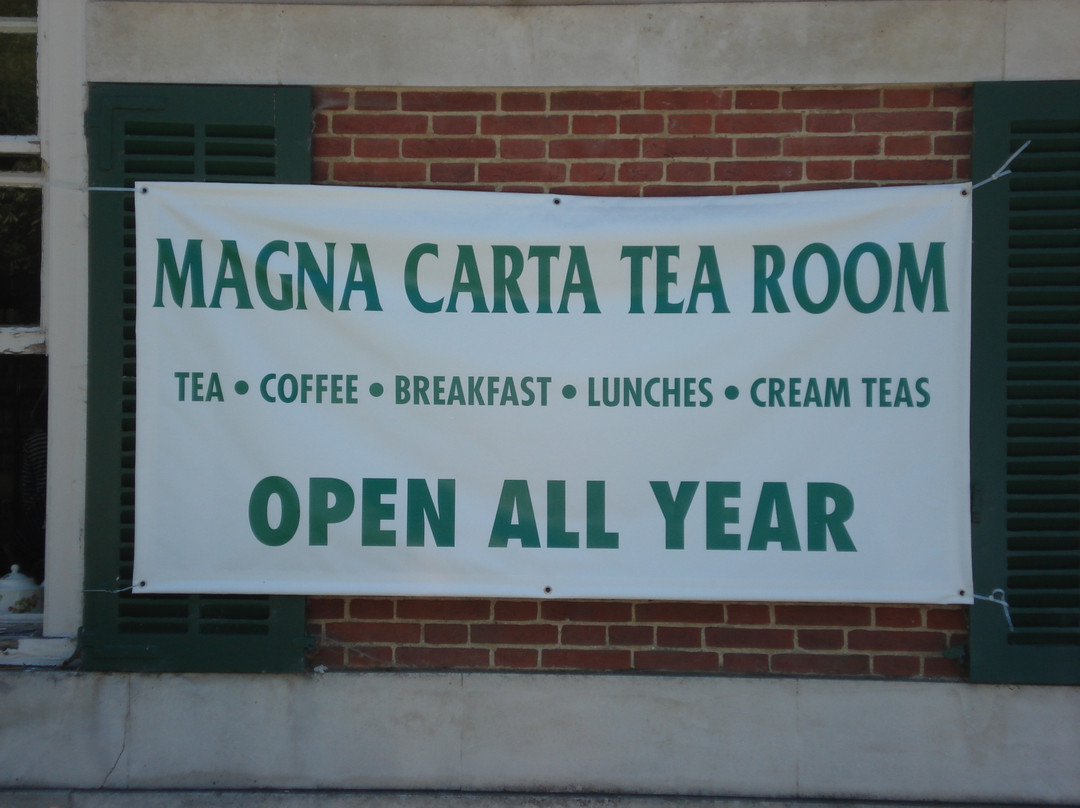 MAGNA CARTA TEA ROOM
TEA • COFFEE • BREAKFAST • LUNCHES • CREAM TEAS
OPEN ALL YEAR